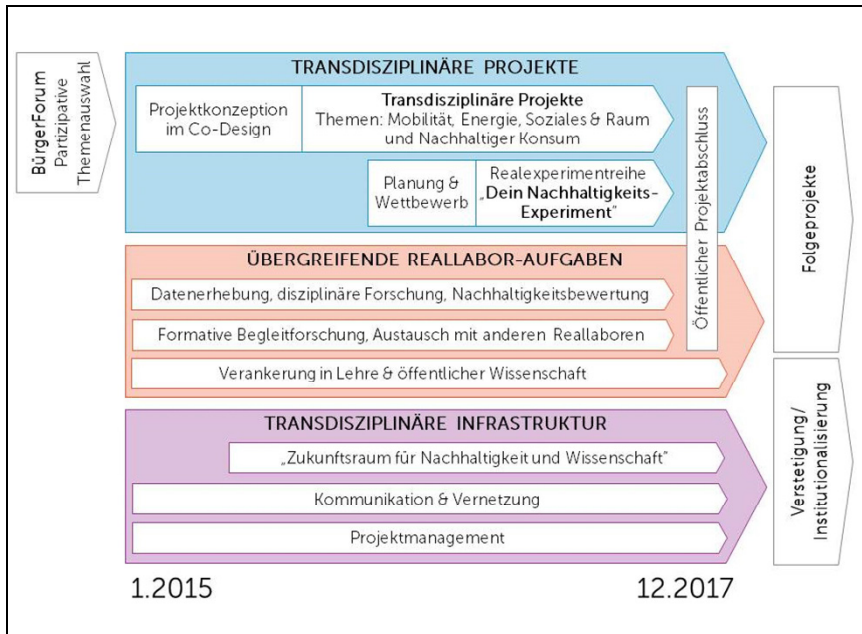 BürgerForum
Partizipative
Themenauswahl
TRANSDISZIPLINÄRE PROJEKTE
Projektkonzeption
im Co-Design
Transdisziplinäre Projekte
Themen: Mobilität, Energie, Soziales & Raum
und Nachhaltiger Konsum
Planung &
Wettbewerb
Realexperimentreihe
„Dein Nachhaltigkeits-
Experiment“
ÜBERGREIFENDE REALLABOR-AUFGABEN
Datenerhebung, disziplinäre Forschung, Nachhaltigkeitsbewertung
Formative Begleitforschung, Austausch mit anderen Reallaboren
Verankerung in Lehre & öffentlicher Wissenschaft
Öffentlicher Projektabschluss
TRANSDISZIPLINÄRE INFRASTRUKTUR
„Zukunftsraum für Nachhaltigkeit und Wissenschaft“
Kommunikation & Vernetzung
Projektmanagement
Folgeprojekte
Verstetigung/
Institutionalisierung
1.2015
12.2017